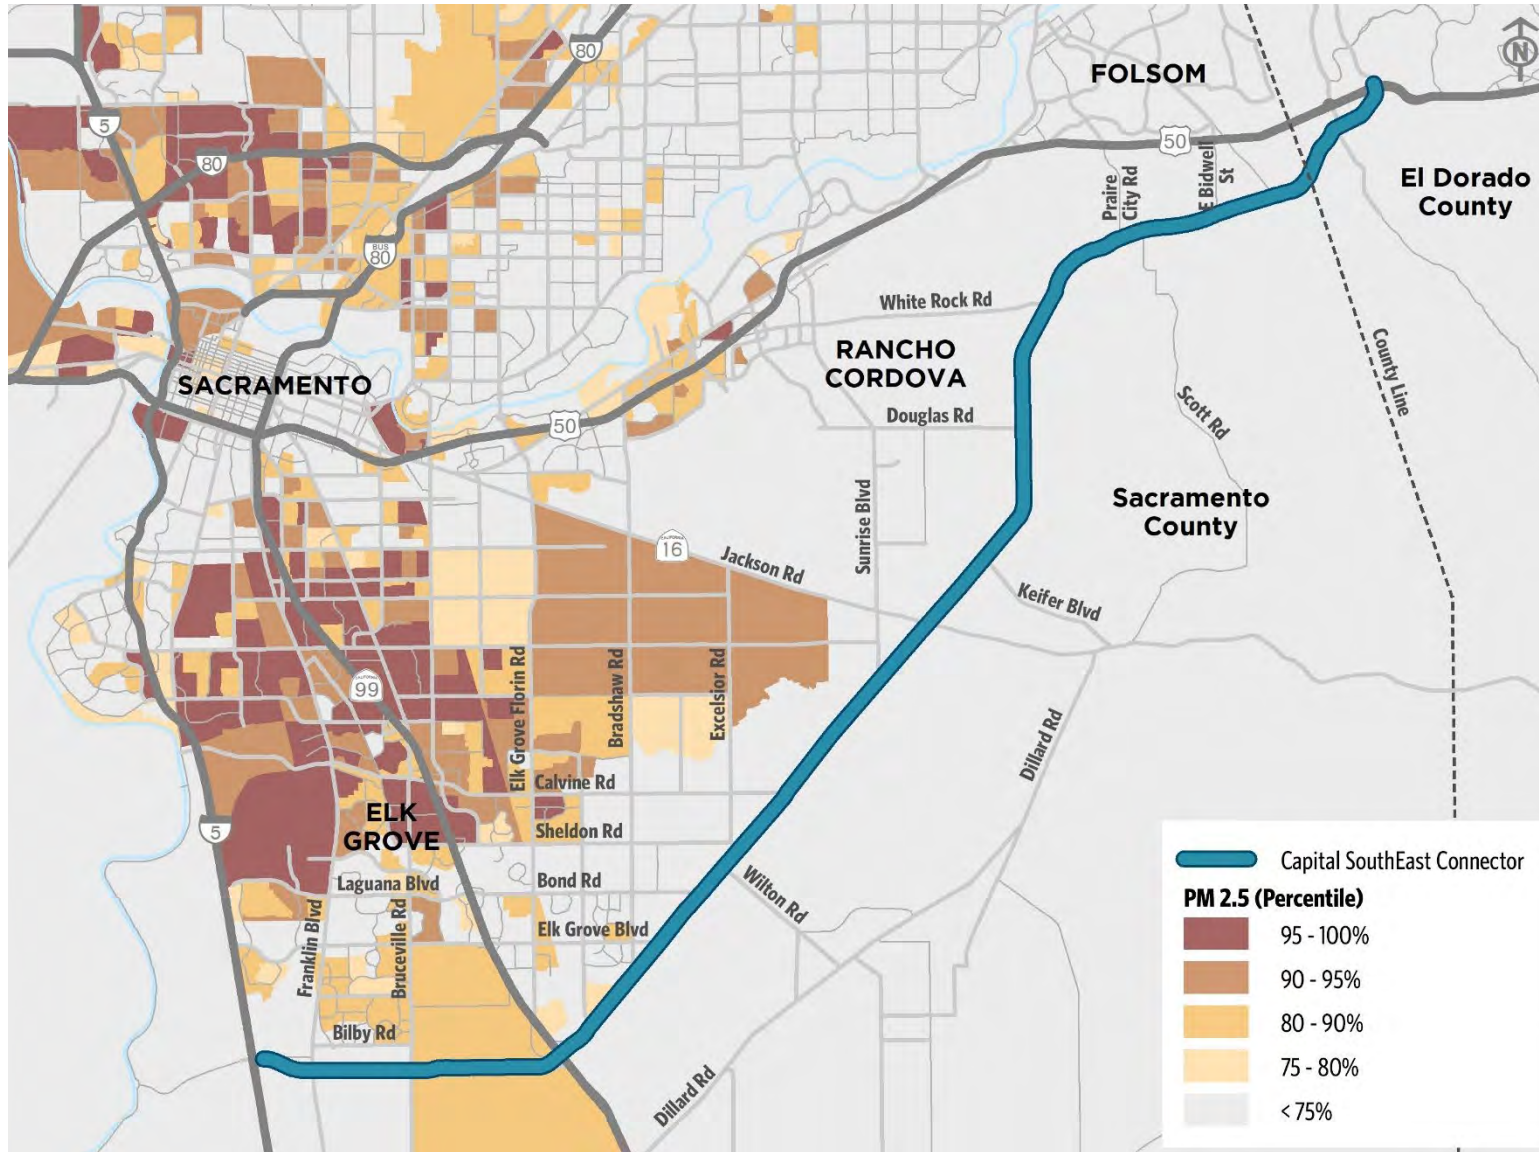 N
80
FOLSOM
5
50
80
El Dorado
County
Praire
City Rd
E Bidwell
St
BUS
80
White Rock Rd
RANCHO
CORDOVA
County Line
SACRAMENTO
Scott Rd
Douglas Rd
50
Sacramento
County
Sunrise Blvd
CALIFORNIA
16
Jackson Rd
Keifer Blvd
Elk Grove Florin Rd
Bradshaw Rd
Excelsior Rd
CALIFORNIA
99
Dillard Rd
Calvine Rd
ELK
GROVE
5
Sheldon Rd
Laguana Blvd
Bond Rd
Wilton Rd
Franklin Blvd
Bruceville Rd
Elk Grove Blvd
Bilby Rd
Dillard Rd
Capital SouthEast Connector
PM 2.5 (Percentile)
95 - 100%
90 - 95%
80 - 90%
75 - 80%
< 75%